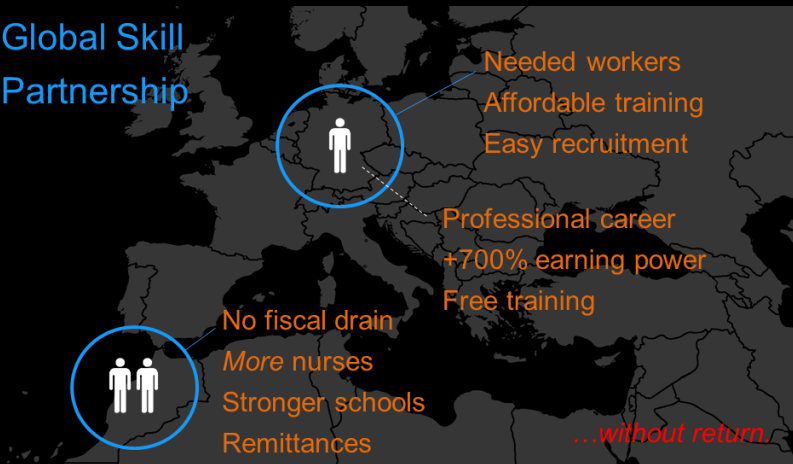 Global Skill
Partnership
Needed workers
Affordable training
Easy recruitment
Professional career
+700% earning power
Free training
No fiscal drain
More nurses
Stronger schools
Remittances
...without return.